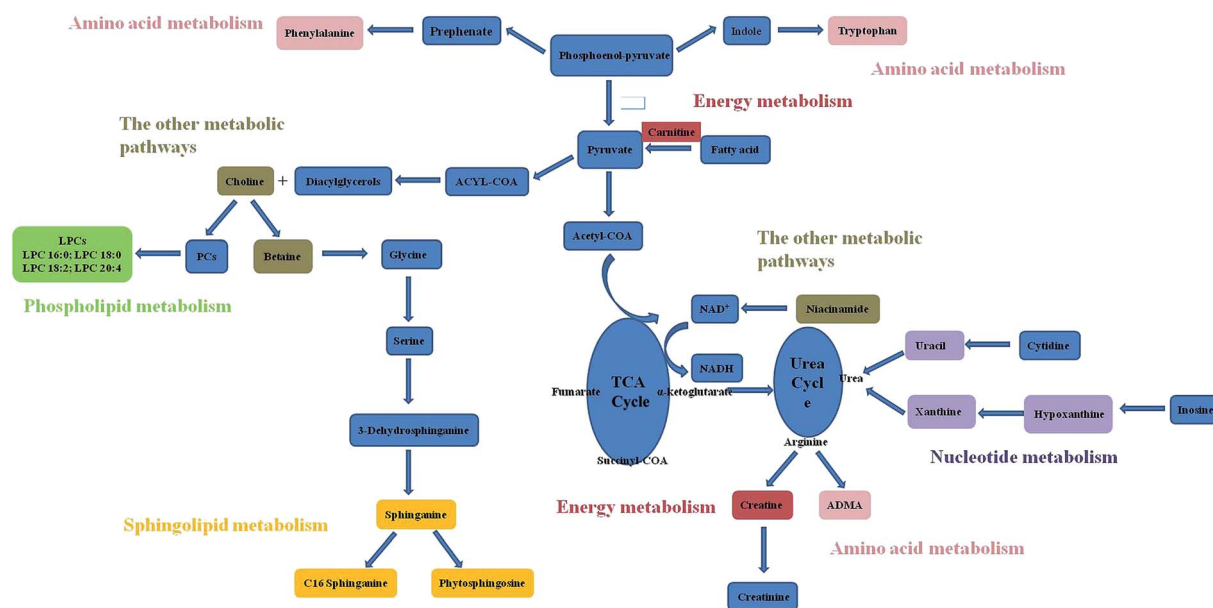 Amino acid metabolism
Phenylalanine
Prephenate
Phosphoenol-pyruvate
Indole
Tryptophan
Amino acid metabolism
Energy metabolism
The other metabolic
pathways
Carnitine
Pyruvate
Fatty acid
Choline
+
Diacylglycerols
ACYL-COA
LPCs
LPC 16:0; LPC 18:0
LPC 18:2; LPC 20:4
PCs
Betaine
Glycine
Acetyl-COA
The other metabolic
pathways
Phospholipid metabolism
NAD+
Niacinamide
Serine
Uracil
Cytidine
NADH
Urea
Cycl
e
Urea
TCA
Cycle
Fumarate
α-ketoglutarate
Xanthine
Hypoxanthine
Inosine
3-Dehydrosphinganine
Arginine
Succinyl-COA
Nucleotide metabolism
Energy metabolism
Creatine
ADMA
Sphinganine
Sphingolipid metabolism
Amino acid metabolism
C16 Sphinganine
Phytosphingosine
Creatinine